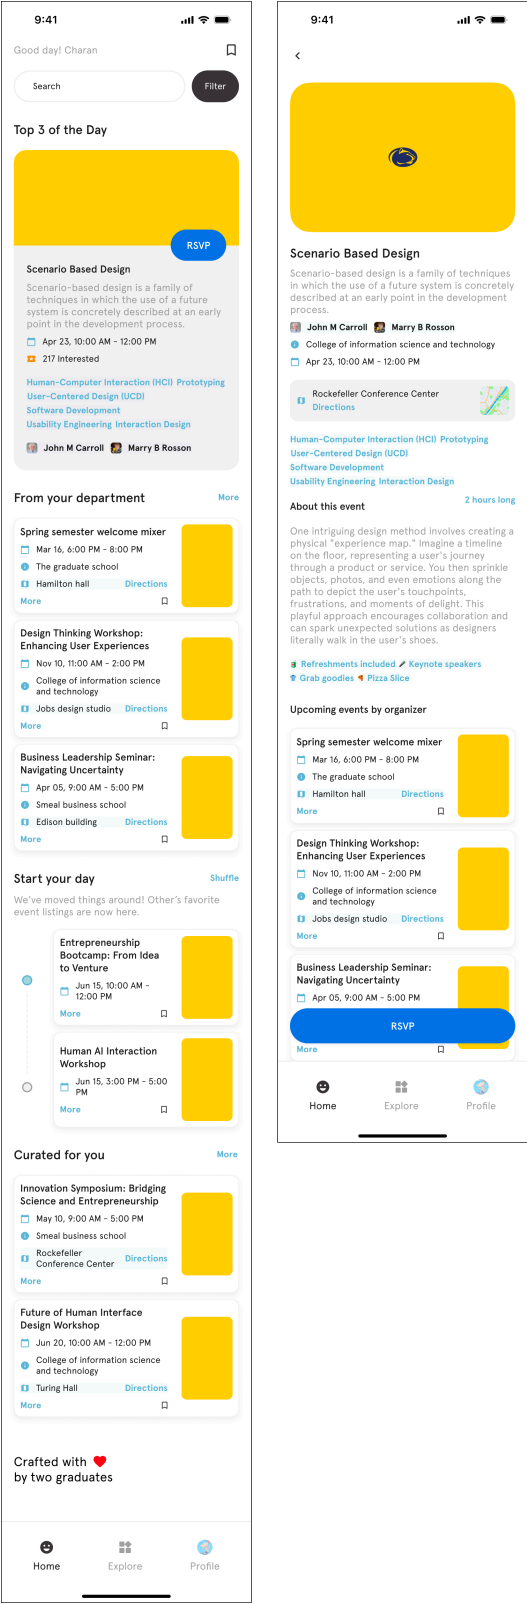 9:41
Good day! Charan
Search
Filter
Top 3 of the Day
RSVP
Scenario Based Design
Scenario-based design is a family of
techniques in which the use of a future
system is concretely described at an early
point in the development process.
Apr 23, 10:00 AM - 12:00 PM
217 Interested
Human-Computer Interaction (HCI) Prototyping
User-Centered Design (UCD)
Software Development
Usability Engineering Interaction Design
John M Carroll Marry B Rosson
From your department
More
Spring semester welcome mixer
Mar 16, 6:00 PM - 8:00 PM
The graduate school
Hamilton hall Directions
More
Design Thinking Workshop:
Enhancing User Experiences
Nov 10, 11:00 AM - 2:00 PM
College of information science
and technology
Jobs design studio Directions
More
Business Leadership Seminar:
Navigating Uncertainty
Apr 05, 9:00 AM - 5:00 PM
Smeal business school
Edison building Directions
More
Start your day
Shuffle
We've moved things around! Other's favorite
event listings are now here.
Entrepreneurship
Bootcamp: From Idea
to Venture
Jun 15, 10:00 AM -
12:00 PM
More
Human AI Interaction
Workshop
Jun 15, 3:00 PM - 5:00
PM
More
Curated for you
More
Innovation Symposium: Bridging
Science and Entrepreneurship
May 10, 9:00 AM - 5:00 PM
Smeal business school
Rockefeller
Conference Center Directions
More
Future of Human Interface
Design Workshop
Jun 20, 10:00 AM - 12:00 PM
College of information science
and technology
Turing Hall Directions
More
Crafted with
by two graduates
Home Explore Profile
9:41
Scenario Based Design
Scenario-based design is a family of techniques
in which the use of a future system is concretely
described at an early point in the development
process.
John M Carroll Marry B Rosson
College of information science and technology
Apr 23, 10:00 AM - 12:00 PM
Rockefeller Conference Center
Directions
Human-Computer Interaction (HCI) Prototyping
User-Centered Design (UCD)
Software Development
Usability Engineering Interaction Design
About this event
2 hours long
One intriguing design method involves creating a
physical "experience map." Imagine a timeline
on the floor, representing a user's journey
through a product or service. You then sprinkle
objects, photos, and even emotions along the
path to depict the user's touchpoints,
frustrations, and moments of delight. This
playful approach encourages collaboration and
can spark unexpected solutions as designers
literally walk in the user's shoes.
Refreshments included Keynote speakers
Grab goodies Pizza Slice
Upcoming events by organizer
Spring semester welcome mixer
Mar 16, 6:00 PM - 8:00 PM
The graduate school
Hamilton hall Directions
More
Design Thinking Workshop:
Enhancing User Experiences
Nov 10, 11:00 AM - 2:00 PM
College of information science
and technology
Jobs design studio Directions
More
Business Leadership Seminar:
Navigating Uncertainty
Apr 05, 9:00 AM - 5:00 PM
RSVP
More
Home Explore Profile